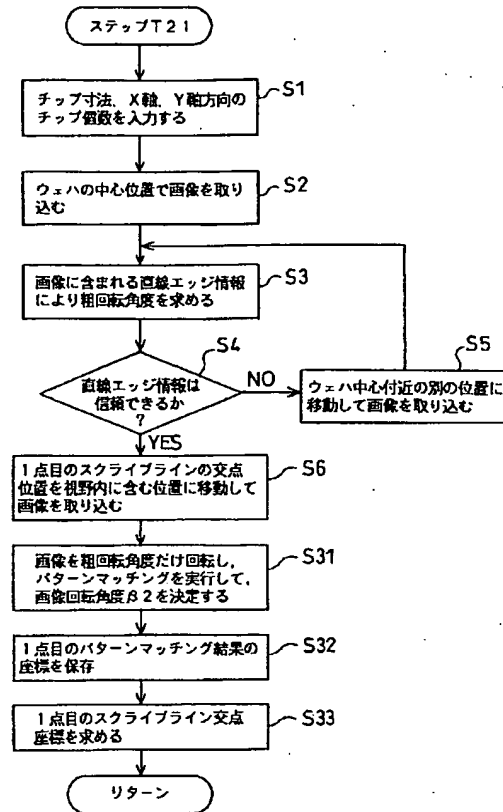 ステップT21
チップ寸法、X軸、Y軸方向の
チップ個数を入力する
S1
ウェハの中心位置で画像を取り
込む
S2
画像に含まれる直線エッジ情報
により粗回転角度を求める
S3
直線エッジ情報は
信頼できるか
?
S4
NO
ウェハ中心付近の別の位置に
移動して画像を取り込む
S5
YES
1点目のスクライブラインの交点
位置を視野内に含む位置に移動して
画像を取り込む
S6
画像を粗回転角度だけ回転し,
パターンマッチングを実行して,
画像回転角度β2を決定する
S31
1点目のパターンマッチング結果の
座標を保存
S32
1点目のスクライブライン交点
座標を求める
S33
リターン